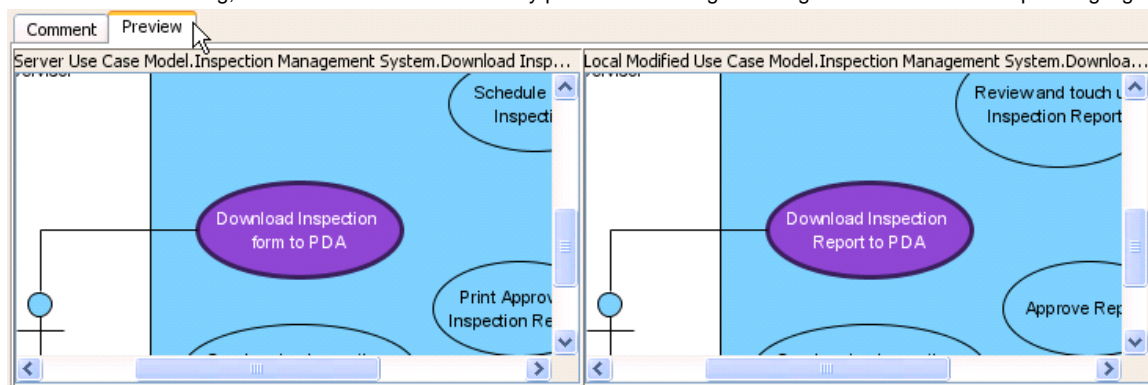 Comment Preview
Server Use Case Model.Inspection Management System.Download Insp...
Local Modified Use Case Model.Inspection Management System.Downloa...
Schedule
Inspecti
Download Inspection
form to PDA
Print Approv
Inspection Re
Review and touch u
Inspection Report
Download Inspection
Report to PDA
Approve Rep